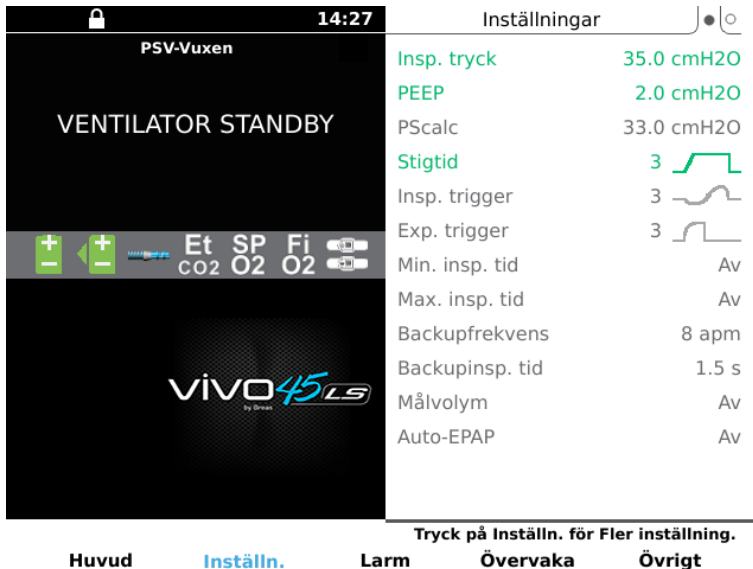 14:27
PSV-Vuxen
VENTILATOR STANDBY
Et CO2 SP O2 Fi O2
vivo 45 LS
by Breas
Inställningar
Insp. tryck 35.0 cmH2O
PEEP 2.0 cmH2O
PScalc 33.0 cmH2O
Stigtid 3
Insp. trigger 3
Exp. trigger 3
Min. insp. tid Av
Max. insp. tid Av
Backupfrekvens 8 apm
Backupinsp. tid 1.5 s
Målvolym Av
Auto-EPAP Av
Tryck på Inställn. för Fler inställning.
Huvud Inställn. Larm Övervaka Övrigt